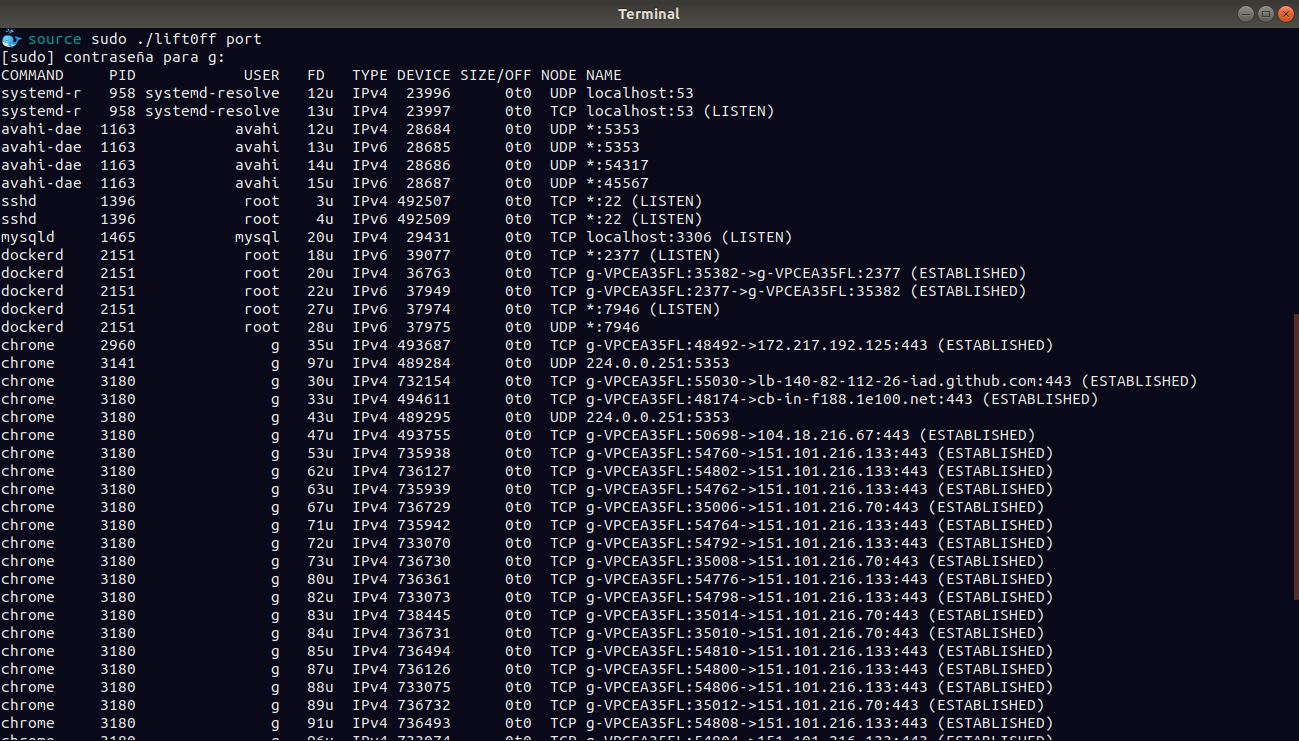 Terminal
source sudo ./lift0ff port
[sudo] contraseña para g:
COMMAND     PID            USER   FD   TYPE DEVICE SIZE/OFF NODE NAME
systemd-r   958 systemd-resolve   12u  IPv4  23996      0t0  UDP localhost:53
systemd-r   958 systemd-resolve   13u  IPv4  23997      0t0  TCP localhost:53 (LISTEN)
avahi-dae  1163           avahi   12u  IPv4  28684      0t0  UDP *:5353
avahi-dae  1163           avahi   13u  IPv6  28685      0t0  UDP *:5353
avahi-dae  1163           avahi   14u  IPv4  28686      0t0  UDP *:54317
avahi-dae  1163           avahi   15u  IPv6  28687      0t0  UDP *:45567
sshd       1396            root    3u  IPv4 492507      0t0  TCP *:22 (LISTEN)
sshd       1396            root    4u  IPv6 492509      0t0  TCP *:22 (LISTEN)
mysqld     1465           mysql   20u  IPv4  29431      0t0  TCP localhost:3306 (LISTEN)
dockerd    2151            root   18u  IPv6  39077      0t0  TCP *:2377 (LISTEN)
dockerd    2151            root   20u  IPv4  36763      0t0  TCP g-VPCEA35FL:35382->g-VPCEA35FL:2377 (ESTABLISHED)
dockerd    2151            root   22u  IPv6  37949      0t0  TCP g-VPCEA35FL:2377->g-VPCEA35FL:35382 (ESTABLISHED)
dockerd    2151            root   27u  IPv6  37974      0t0  TCP *:7946 (LISTEN)
dockerd    2151            root   28u  IPv6  37975      0t0  UDP *:7946
chrome     2960               g   35u  IPv4 493687      0t0  TCP g-VPCEA35FL:48492->172.217.192.125:443 (ESTABLISHED)
chrome     3141               g   97u  IPv4 489284      0t0  UDP 224.0.0.251:5353
chrome     3180               g   30u  IPv4 732154      0t0  TCP g-VPCEA35FL:55030->lb-140-82-112-26-iad.github.com:443 (ESTABLISHED)
chrome     3180               g   33u  IPv4 494611      0t0  TCP g-VPCEA35FL:48174->cb-in-f188.1e100.net:443 (ESTABLISHED)
chrome     3180               g   43u  IPv4 489295      0t0  UDP 224.0.0.251:5353
chrome     3180               g   47u  IPv4 493755      0t0  TCP g-VPCEA35FL:50698->104.18.216.67:443 (ESTABLISHED)
chrome     3180               g   53u  IPv4 735938      0t0  TCP g-VPCEA35FL:54760->151.101.216.133:443 (ESTABLISHED)
chrome     3180               g   62u  IPv4 736127      0t0  TCP g-VPCEA35FL:54802->151.101.216.133:443 (ESTABLISHED)
chrome     3180               g   63u  IPv4 735939      0t0  TCP g-VPCEA35FL:54762->151.101.216.133:443 (ESTABLISHED)
chrome     3180               g   67u  IPv4 736729      0t0  TCP g-VPCEA35FL:35006->151.101.216.70:443 (ESTABLISHED)
chrome     3180               g   71u  IPv4 735942      0t0  TCP g-VPCEA35FL:54764->151.101.216.133:443 (ESTABLISHED)
chrome     3180               g   72u  IPv4 733070      0t0  TCP g-VPCEA35FL:54792->151.101.216.133:443 (ESTABLISHED)
chrome     3180               g   73u  IPv4 736730      0t0  TCP g-VPCEA35FL:35008->151.101.216.70:443 (ESTABLISHED)
chrome     3180               g   80u  IPv4 736361      0t0  TCP g-VPCEA35FL:54776->151.101.216.133:443 (ESTABLISHED)
chrome     3180               g   82u  IPv4 733073      0t0  TCP g-VPCEA35FL:54798->151.101.216.133:443 (ESTABLISHED)
chrome     3180               g   83u  IPv4 738445      0t0  TCP g-VPCEA35FL:35014->151.101.216.70:443 (ESTABLISHED)
chrome     3180               g   84u  IPv4 736731      0t0  TCP g-VPCEA35FL:35010->151.101.216.70:443 (ESTABLISHED)
chrome     3180               g   85u  IPv4 736494      0t0  TCP g-VPCEA35FL:54810->151.101.216.133:443 (ESTABLISHED)
chrome     3180               g   87u  IPv4 736126      0t0  TCP g-VPCEA35FL:54800->151.101.216.133:443 (ESTABLISHED)
chrome     3180               g   88u  IPv4 733075      0t0  TCP g-VPCEA35FL:54806->151.101.216.133:443 (ESTABLISHED)
chrome     3180               g   89u  IPv4 736732      0t0  TCP g-VPCEA35FL:35012->151.101.216.70:443 (ESTABLISHED)
chrome     3180               g   91u  IPv4 736493      0t0  TCP g-VPCEA35FL:54808->151.101.216.133:443 (ESTABLISHED)